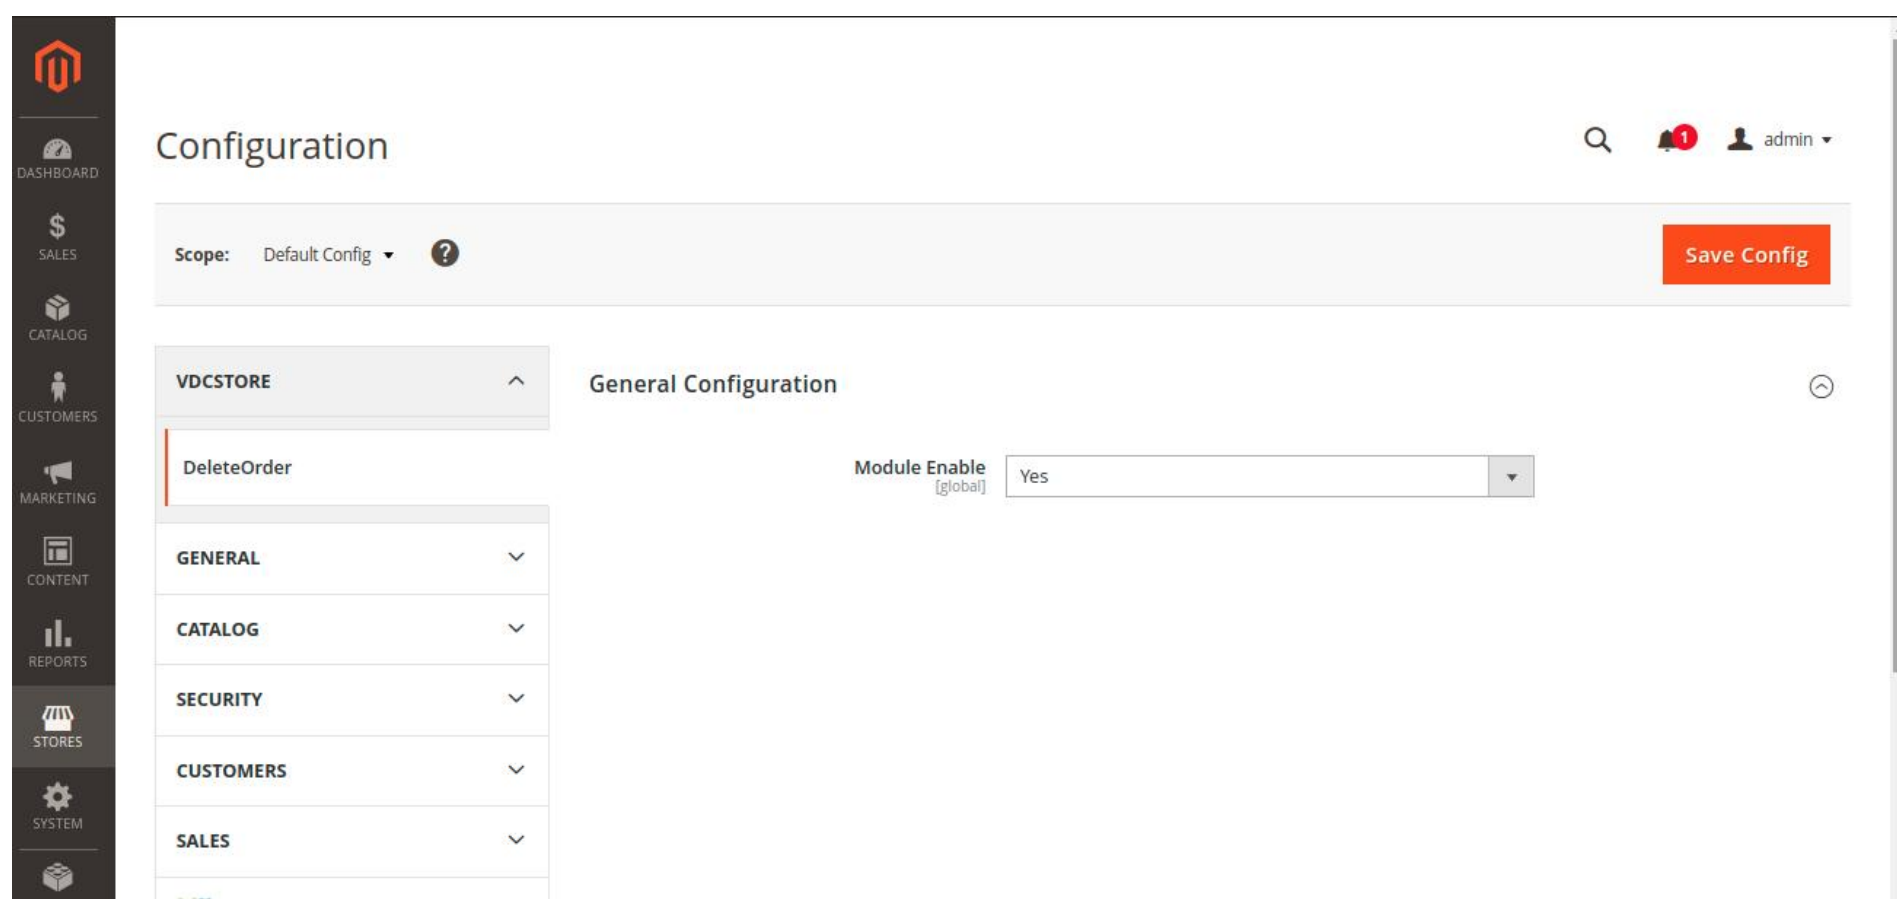 Configuration
1
admin
DASHBOARD
SALES
CATALOG
CUSTOMERS
MARKETING
CONTENT
REPORTS
STORES
SYSTEM
Scope: Default Config ?
Save Config
VDCSTORE
DeleteOrder
GENERAL
CATALOG
SECURITY
CUSTOMERS
SALES
General Configuration
Module Enable Yes
[global]